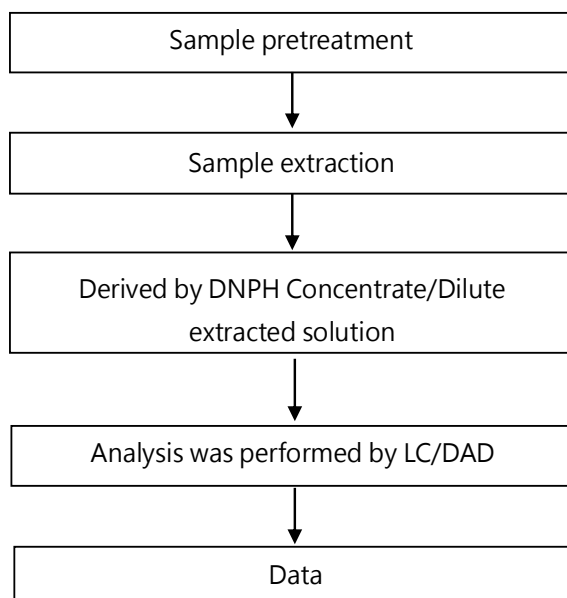 Sample pretreatment
Sample extraction
Derived by DNPH Concentrate/Dilute
extracted solution
Analysis was performed by LC/DAD
Data